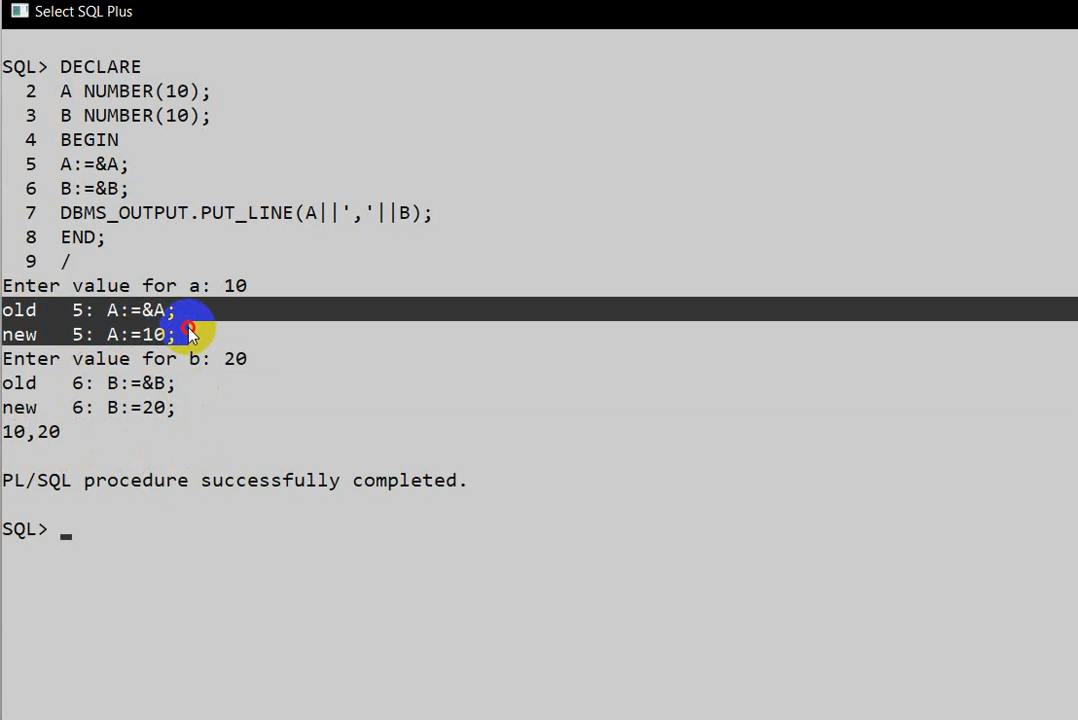 Select SQL Plus
SQL> DECLARE
2 A NUMBER(10);
3 B NUMBER(10);
4 BEGIN
5 A:=&A;
6 B:=&B;
7 DBMS_OUTPUT.PUT_LINE(A||','||B);
8 END;
9 /
Enter value for a: 10
old 5: A:=&A;
new 5: A:=10;
Enter value for b: 20
old 6: B:=&B;
new 6: B:=20;
10,20
PL/SQL procedure successfully completed.
SQL>